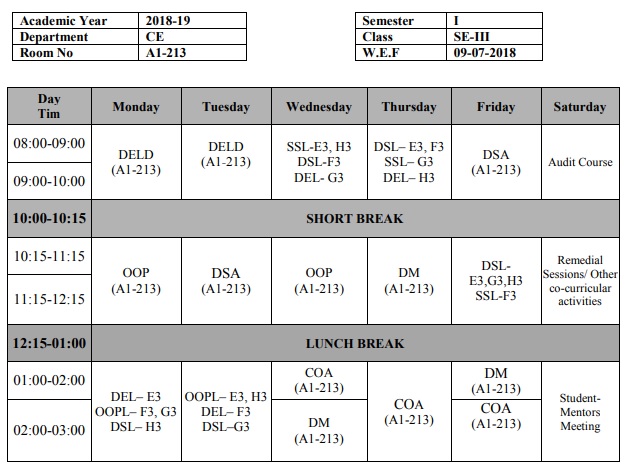 Academic Year 2018-19
Department CE
Room No A1-213
Semester I
Class SE-III
W.E.F 09-07-2018
Day
Tim Monday Tuesday Wednesday Thursday Friday Saturday
08:00-09:00
09:00-10:00
DELD
(A1-213)
DELD
(A1-213)
SSL-E3, H3
DSL-F3
DEL- G3
DSL– E3, F3
SSL– G3
DEL– H3
DSA
(A1-213)
Audit Course
10:00-10:15 SHORT BREAK
10:15-11:15
11:15-12:15
OOP
(A1-213)
DSA
(A1-213)
OOP
(A1-213)
DM
(A1-213)
DSL-
E3,G3,H3
SSL-F3
Remedial
Sessions/ Other
co-curricular
activities
12:15-01:00 LUNCH BREAK
01:00-02:00
02:00-03:00
DEL– E3
OOPL– F3, G3
DSL– H3
OOPL– E3, H3
DEL– F3
DSL–G3
COA
(A1-213)
DM
(A1-213)
COA
(A1-213)
DM
(A1-213)
COA
(A1-213)
Student-
Mentors
Meeting